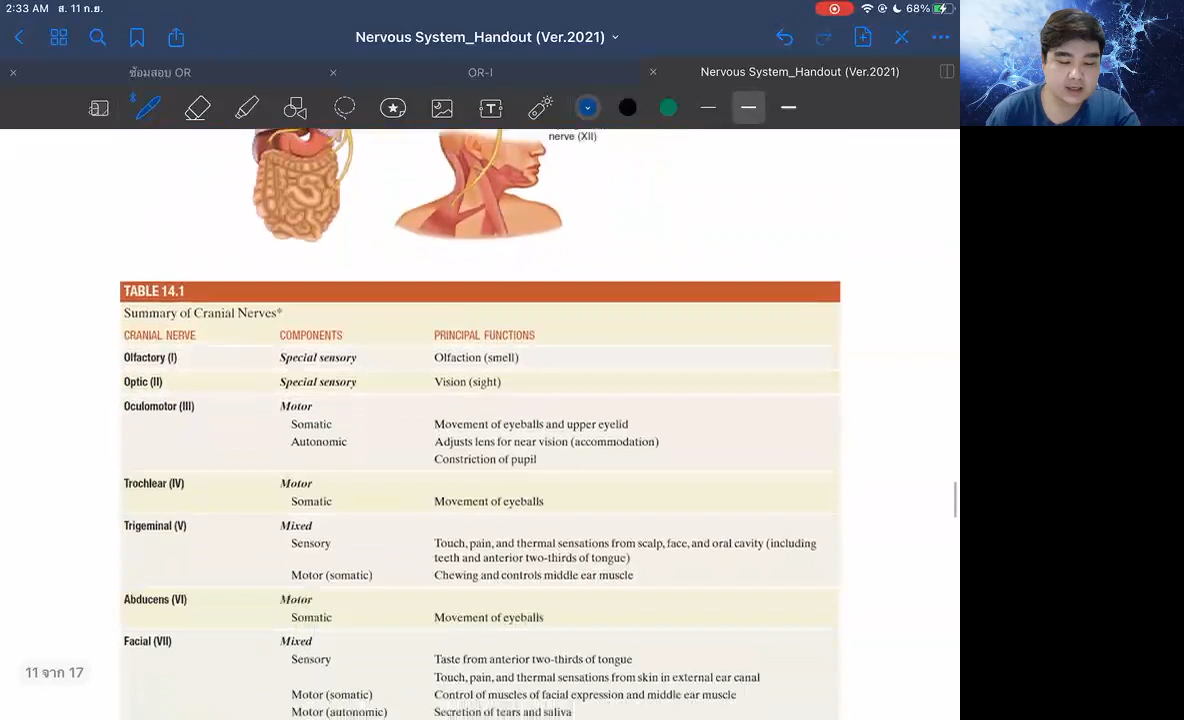 2:33 AM ส. 11 ก.ย.
68%
Nervous System_Handout (Ver.2021)
ซ้อมสอบ OR
OR-I
Nervous System_Handout (Ver.2021)
nerve (XII)
TABLE 14.1
Summary of Cranial Nerves*
CRANIAL NERVE COMPONENTS PRINCIPAL FUNCTIONS
Olfactory (I) Special sensory Olfaction (smell)
Optic (II) Special sensory Vision (sight)
Oculomotor (III) Motor
Somatic Movement of eyeballs and upper eyelid
Autonomic Adjusts lens for near vision (accommodation)
Constriction of pupil
Trochlear (IV) Motor
Somatic Movement of eyeballs
Trigeminal (V) Mixed
Sensory Touch, pain, and thermal sensations from scalp, face, and oral cavity (including
teeth and anterior two-thirds of tongue)
Motor (somatic) Chewing and controls middle ear muscle
Abducens (VI) Motor
Somatic Movement of eyeballs
Facial (VII) Mixed
Sensory Taste from anterior two-thirds of tongue
Touch, pain, and thermal sensations from skin in external ear canal
Motor (somatic) Control of muscles of facial expression and middle ear muscle
Motor (autonomic) Secretion of tears and saliva
11 จาก 17